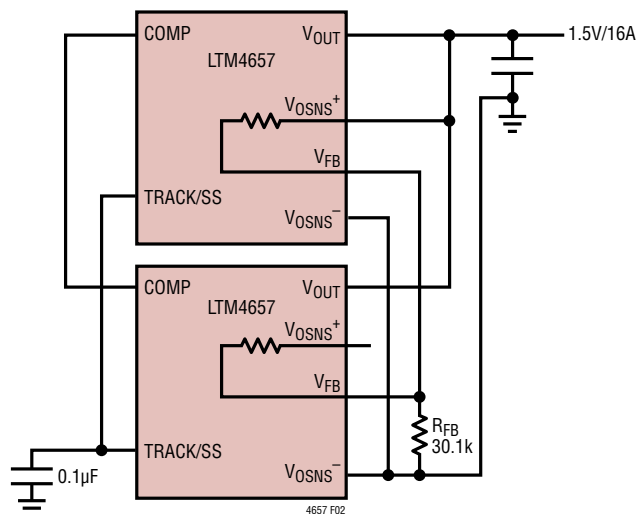 COMP
VOUT
1.5V/16A
LTM4657
VOSNS+
VFB
TRACK/SS
VOSNS–
COMP
VOUT
LTM4657
VOSNS+
VFB
RFB
30.1k
TRACK/SS
0.1µF
VOSNS–
4657 F02